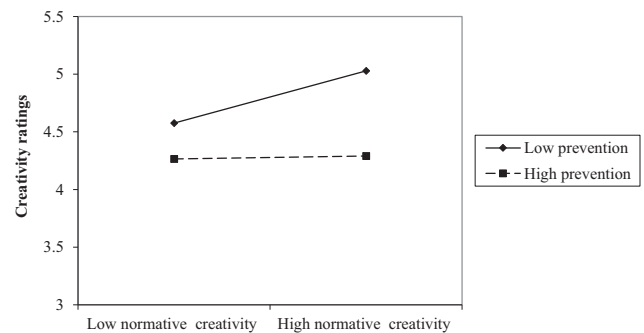 5.5
5
4.5
4
3.5
3
Creativity ratings
Low normative creativity
High normative creativity
Low prevention
High prevention